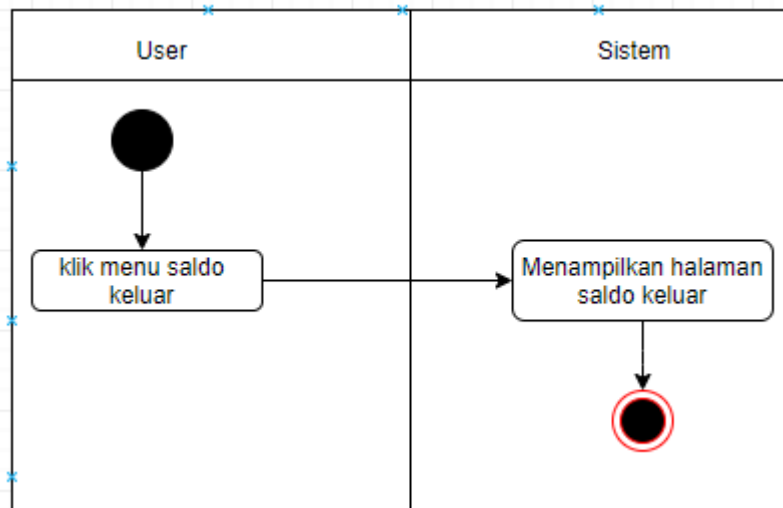 User
Sistem
klik menu saldo
keluar
Menampilkan halaman
saldo keluar